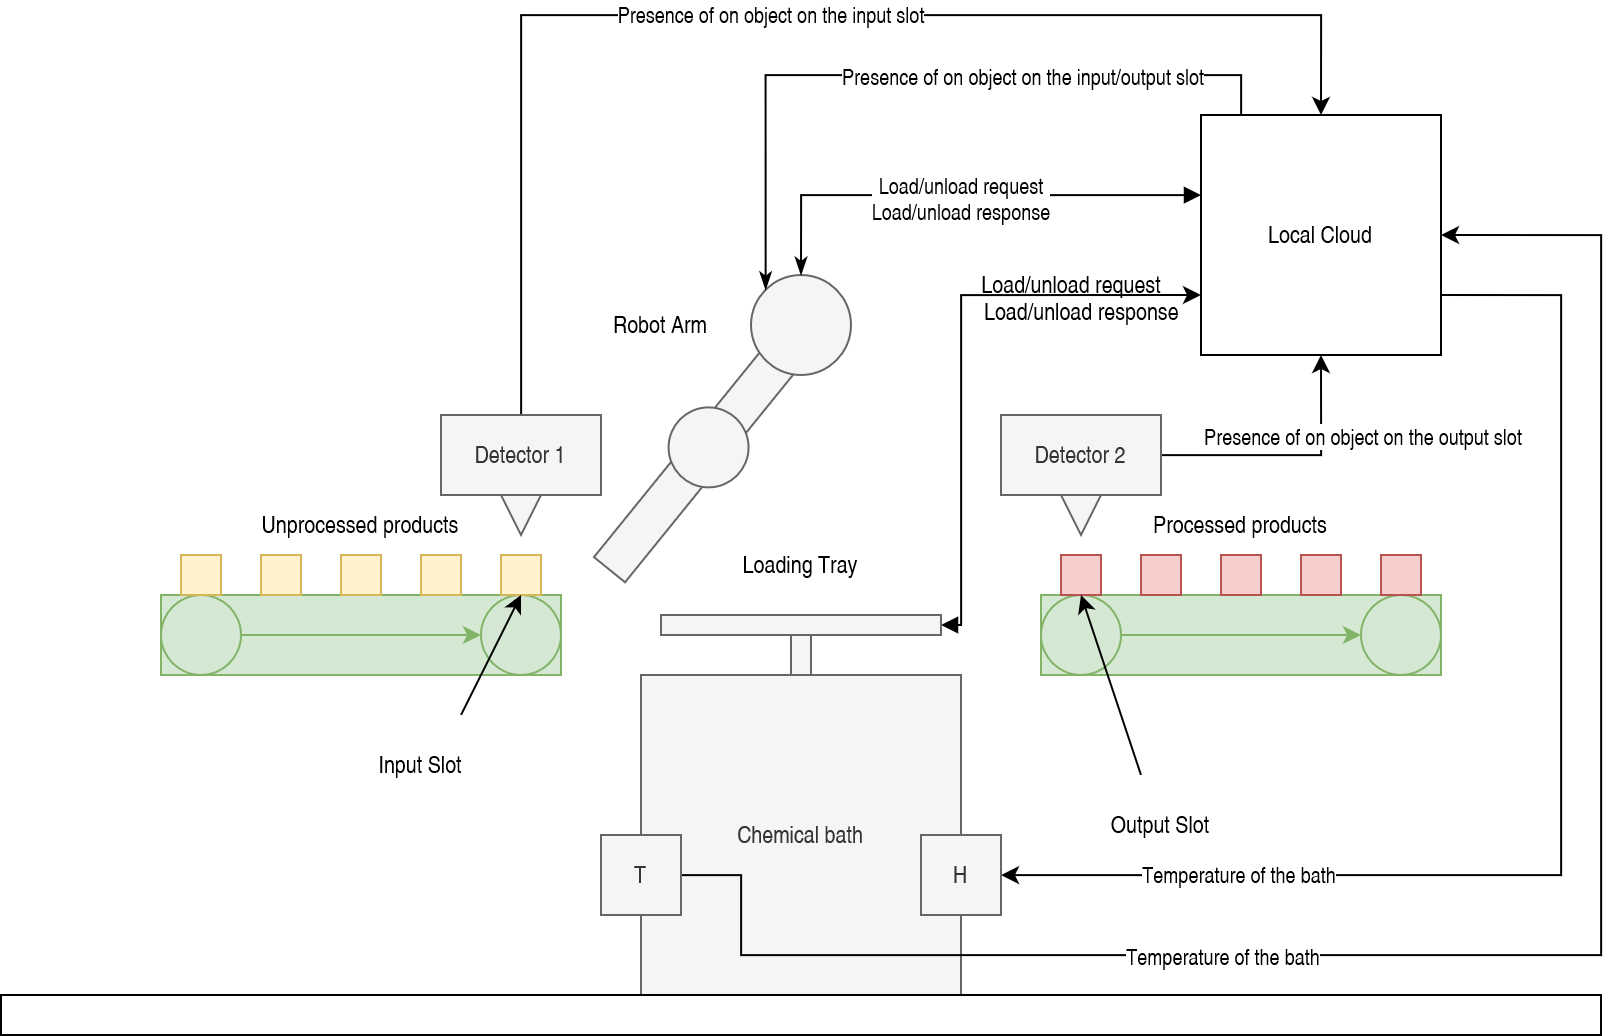 Presence of on object on the input slot
Presence of on object on the input/output slot
Load/unload request
Load/unload response
Local Cloud
Load/unload request
Load/unload response
Robot Arm
Detector 1
Detector 2
Presence of on object on the output slot
Unprocessed products
Processed products
Loading Tray
Input Slot
Output Slot
Chemical bath
T
H
Temperature of the bath
Temperature of the bath